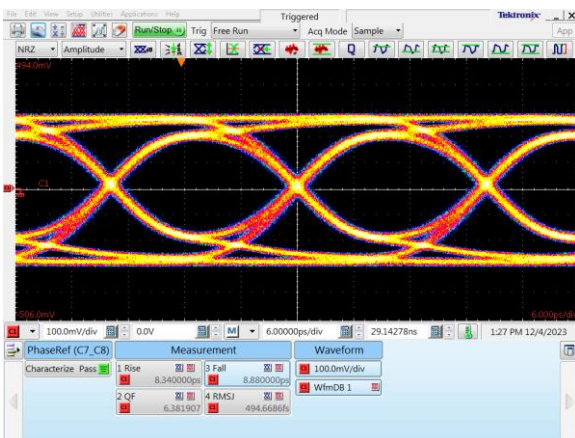 File Edit View Setup Utilities Applications Help
Triggered
Tektronix
Run/Stop Trig Free Run Acq Mode Sample App
NRZ Amplitude
494.0mV
C1
-506.0mV 6.000ps/div
100.0mV/div 0.0V M 6.00000ps/div 29.14278ns 1:27 PM 12/4/2023
PhaseRef (C7_C8) Measurement Waveform
Characterize Pass 1 Rise 3 Fall 100.0mV/div
8.340000ps 8.880000ps
WfmDB 1
2 QF 4 RMSJ
6.381907 494.6686fs